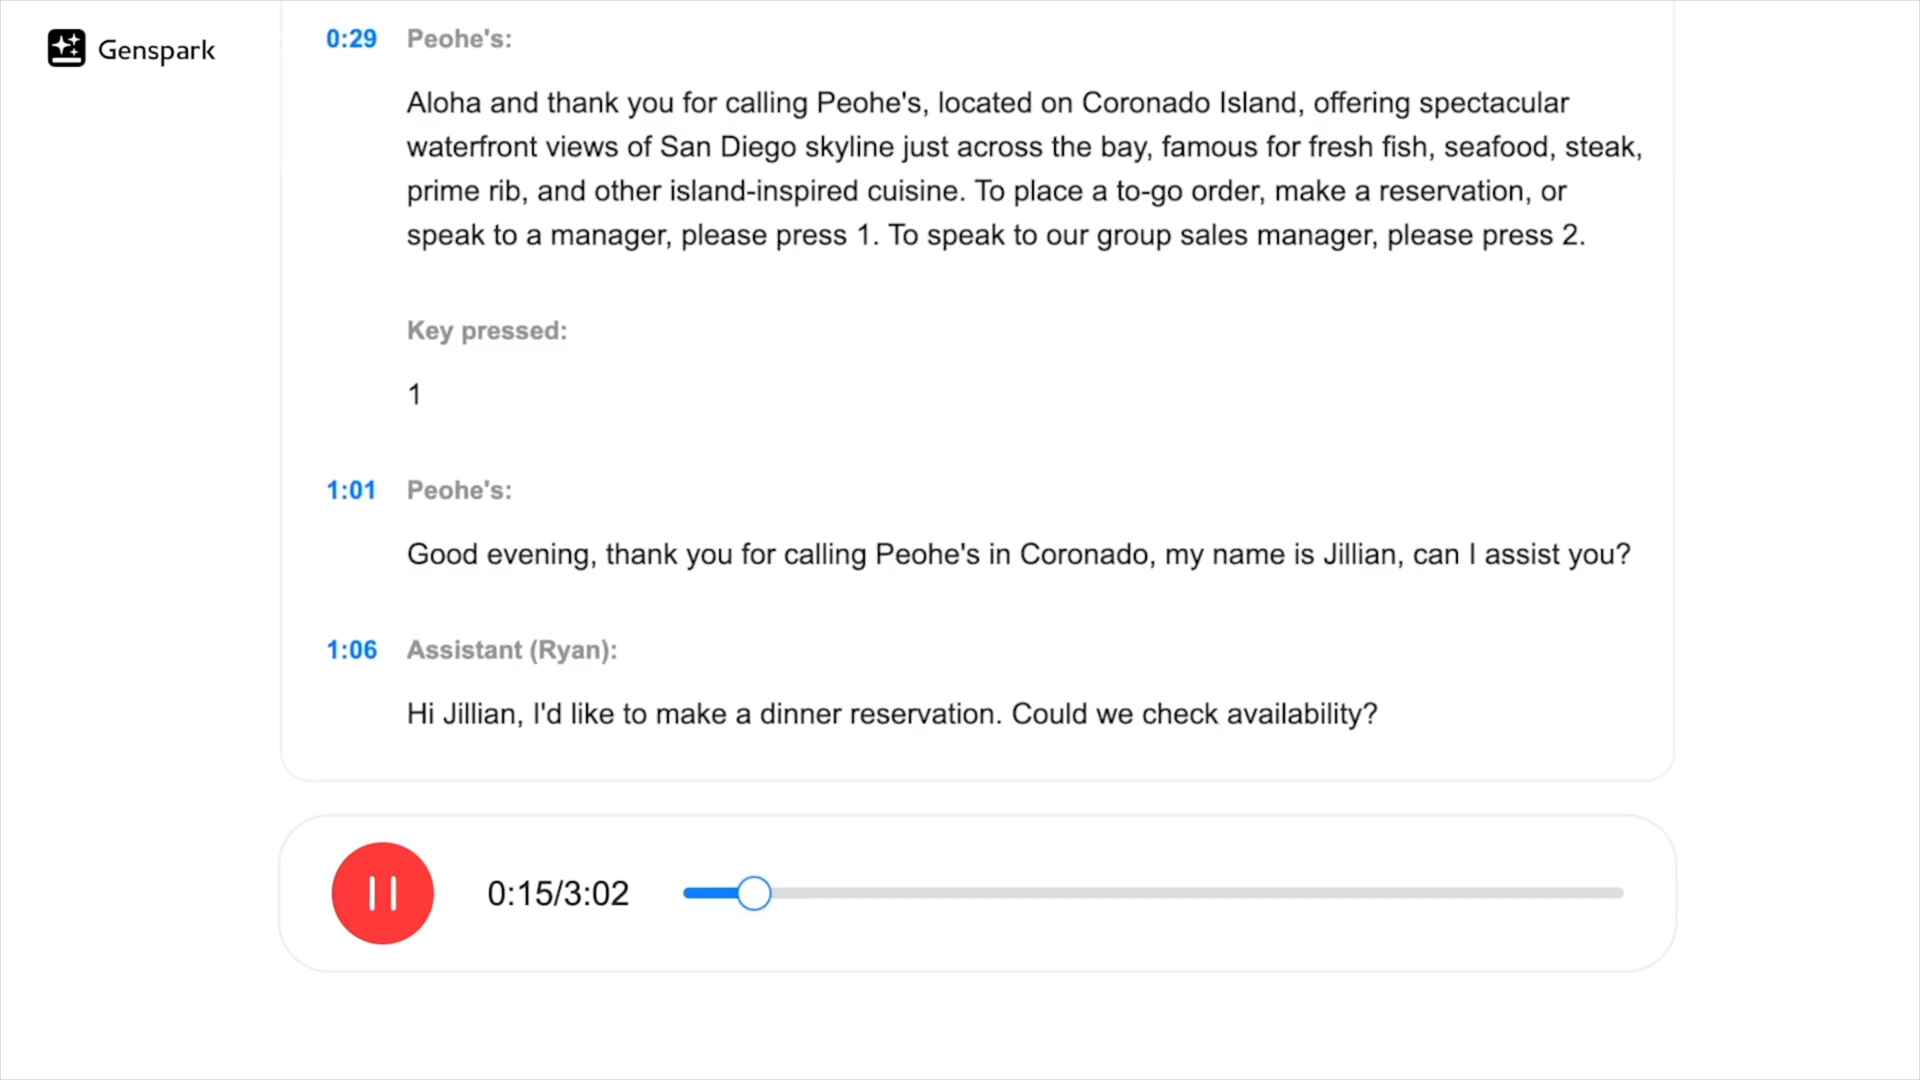 Genspark
0:29 Peohe's:
Aloha and thank you for calling Peohe's, located on Coronado Island, offering spectacular
waterfront views of San Diego skyline just across the bay, famous for fresh fish, seafood, steak,
prime rib, and other island-inspired cuisine. To place a to-go order, make a reservation, or
speak to a manager, please press 1. To speak to our group sales manager, please press 2.
Key pressed:
1
1:01 Peohe's:
Good evening, thank you for calling Peohe's in Coronado, my name is Jillian, can I assist you?
1:06 Assistant (Ryan):
Hi Jillian, I'd like to make a dinner reservation. Could we check availability?
0:15/3:02